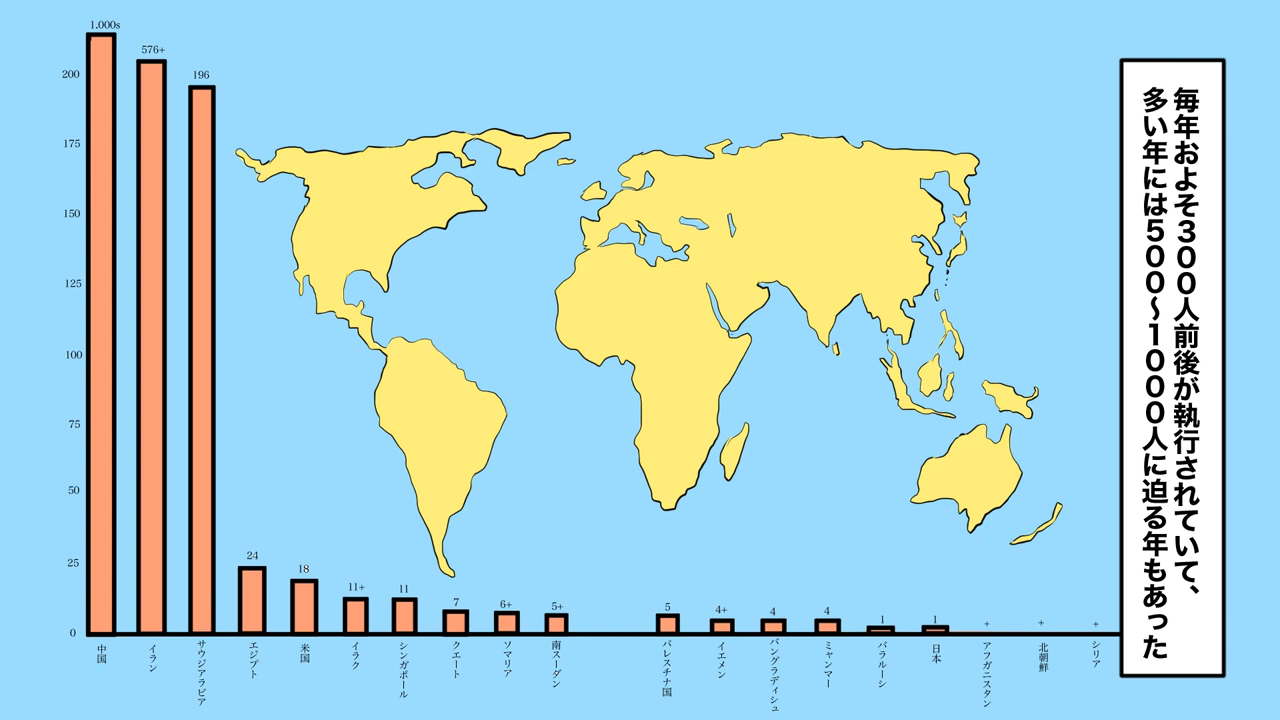 毎年およそ300人前後が執行されていて、
多い年には500~1000人に迫る年もあった
1.000s
576+
196
24
18
11+
11
7
6+
5+
5
4+
4
4
1
1
+
+
+
200
175
150
125
100
75
50
25
0
中国
イラン
サウジアラビア
エジプト
米国
イラク
シンガポール
クエート
ソマリア
南スーダン
パレスチナ国
イエメン
バングラディシュ
ミャンマー
バラルーシ
日本
アフガニスタン
北朝鮮
シリア